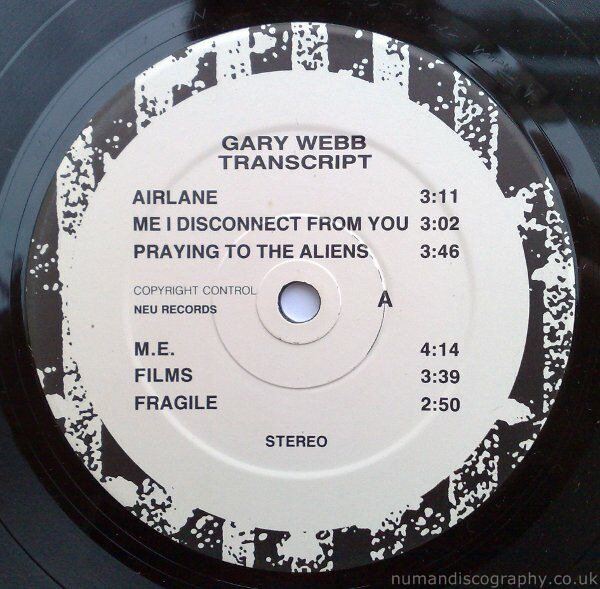 GARY WEBB
TRANSCRIPT
AIRLANE 3:11
ME I DISCONNECT FROM YOU 3:02
PRAYING TO THE ALIENS 3:46
COPYRIGHT CONTROL
NEU RECORDS
A
M.E. 4:14
FILMS 3:39
FRAGILE 2:50
STEREO
numandiscography.co.uk